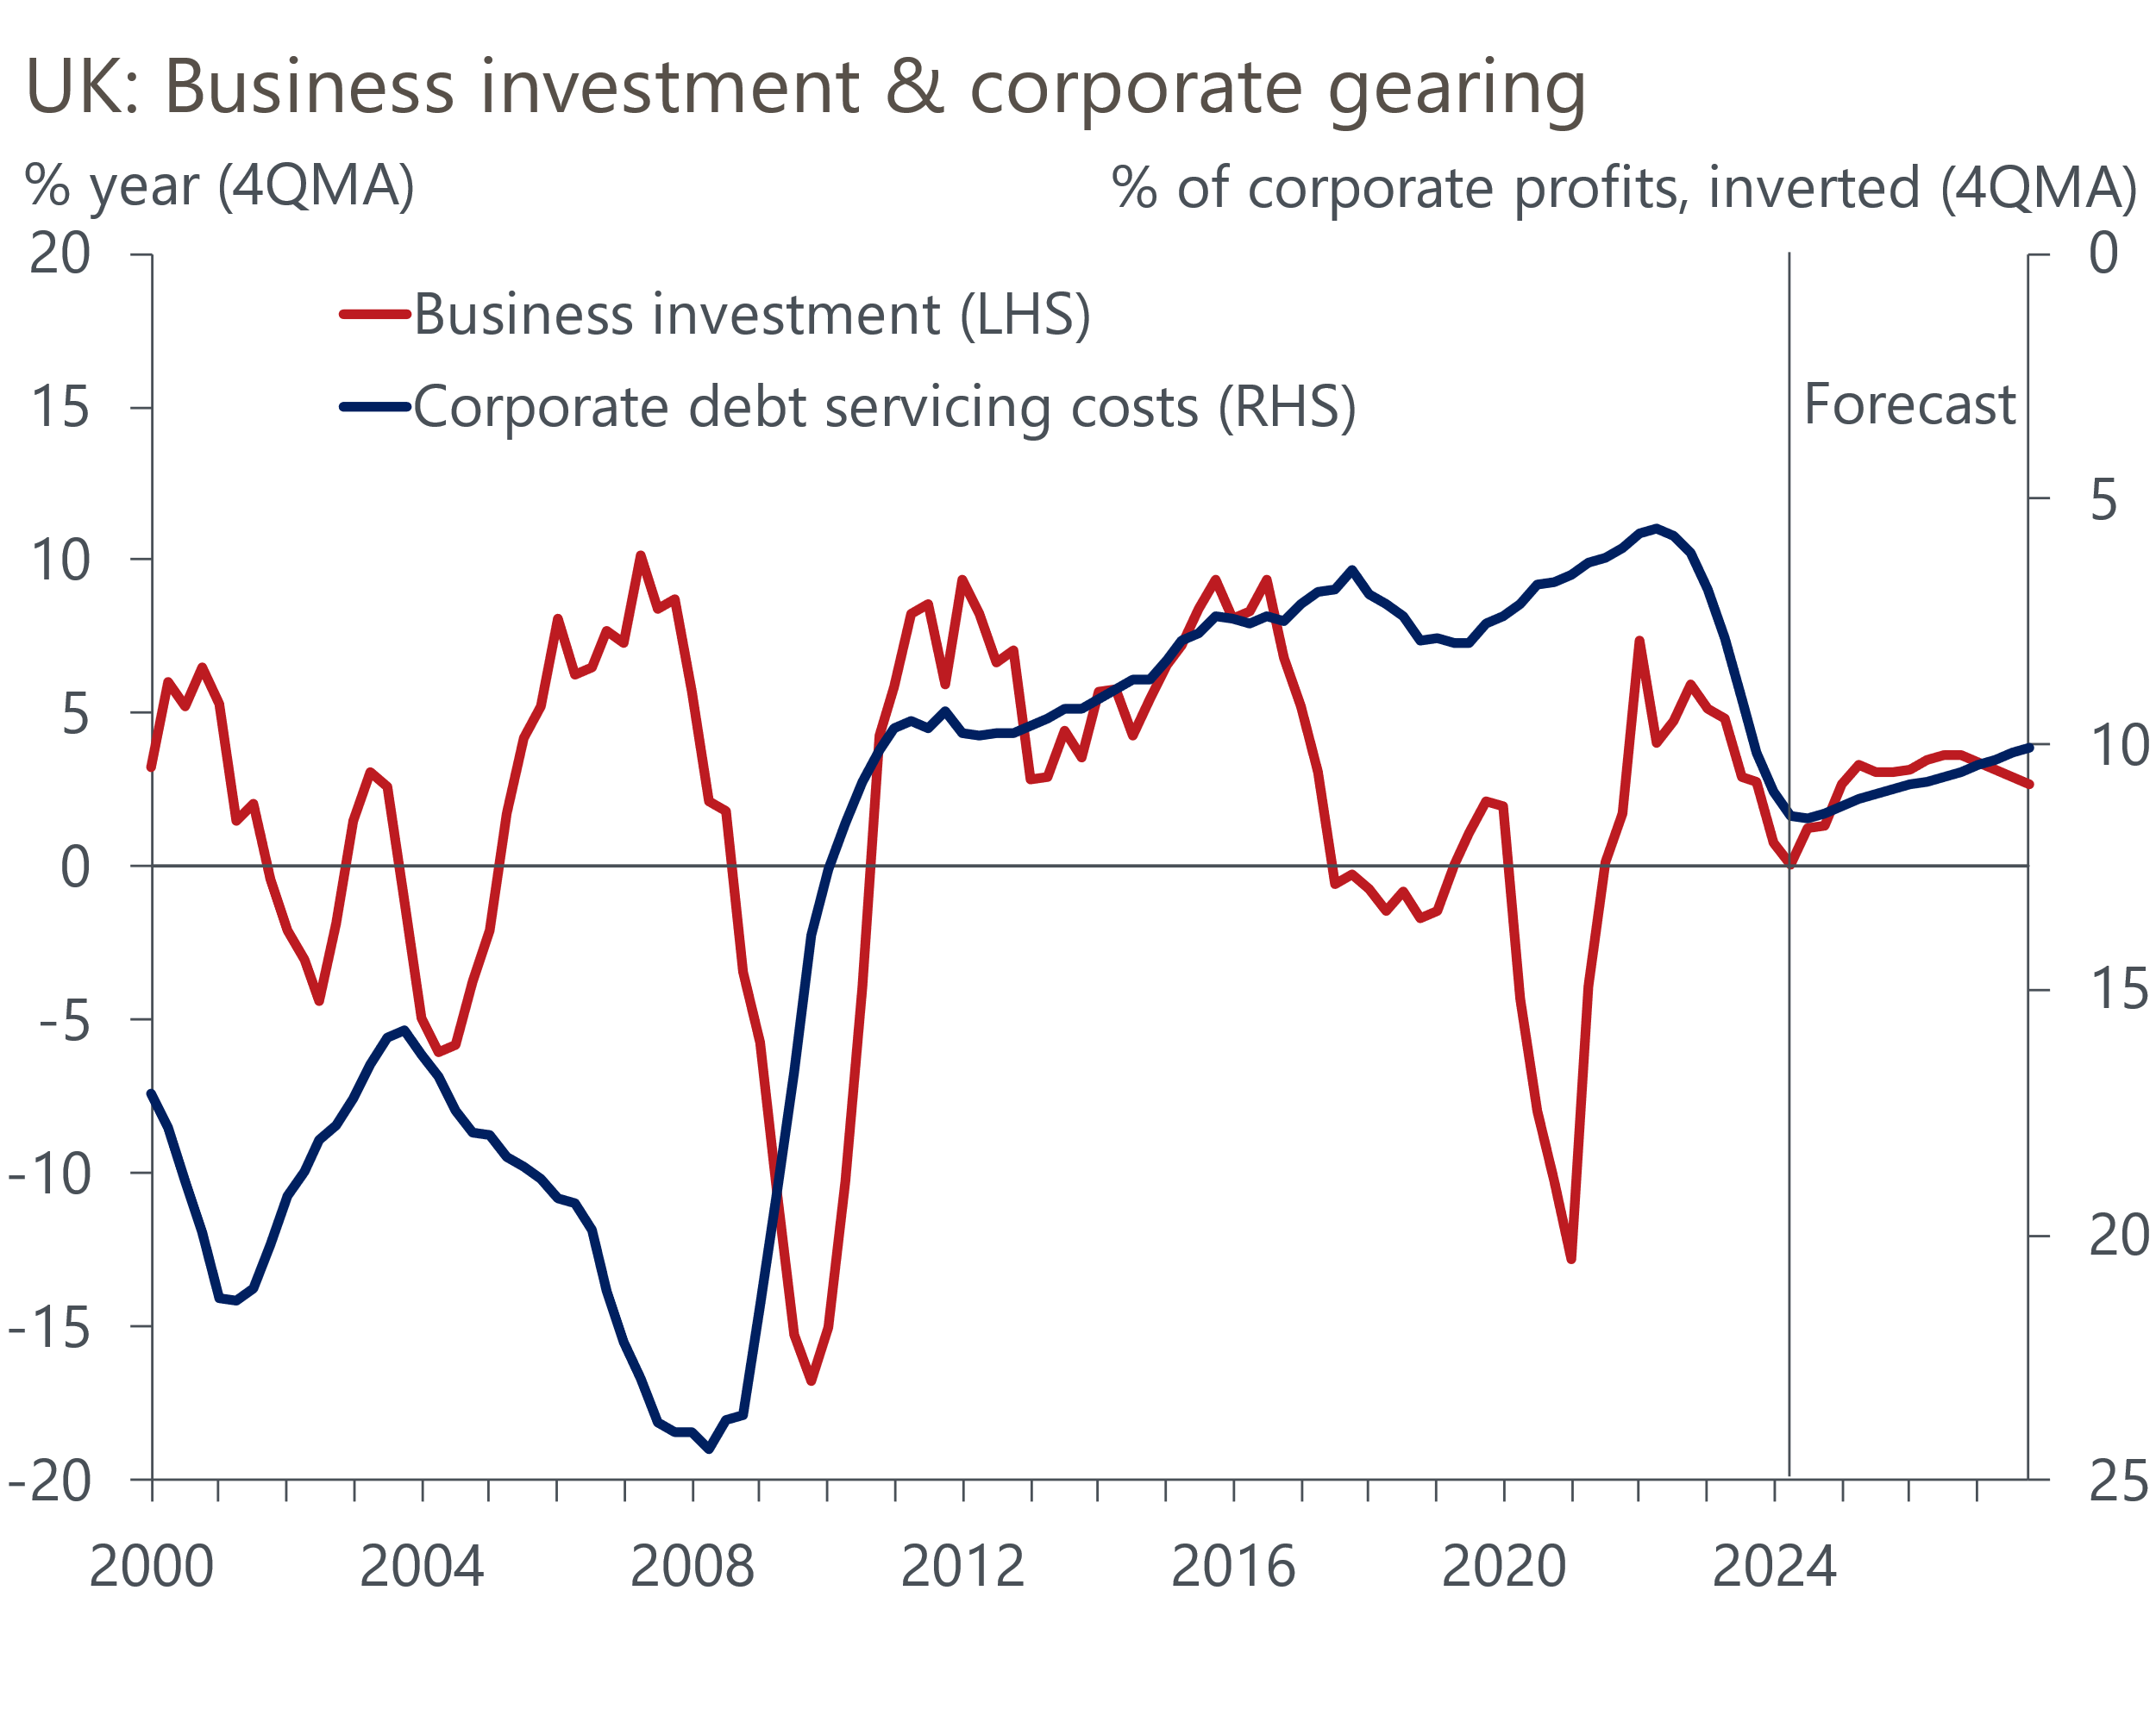 UK: Business investment & corporate gearing
% year (4QMA) % of corporate profits, inverted (4QMA)
20 0
Business investment (LHS)
15 Corporate debt servicing costs (RHS) Forecast
5
10
5 10
0
-5 15
-10 20
-15
-20 25
2000 2004 2008 2012 2016 2020 2024